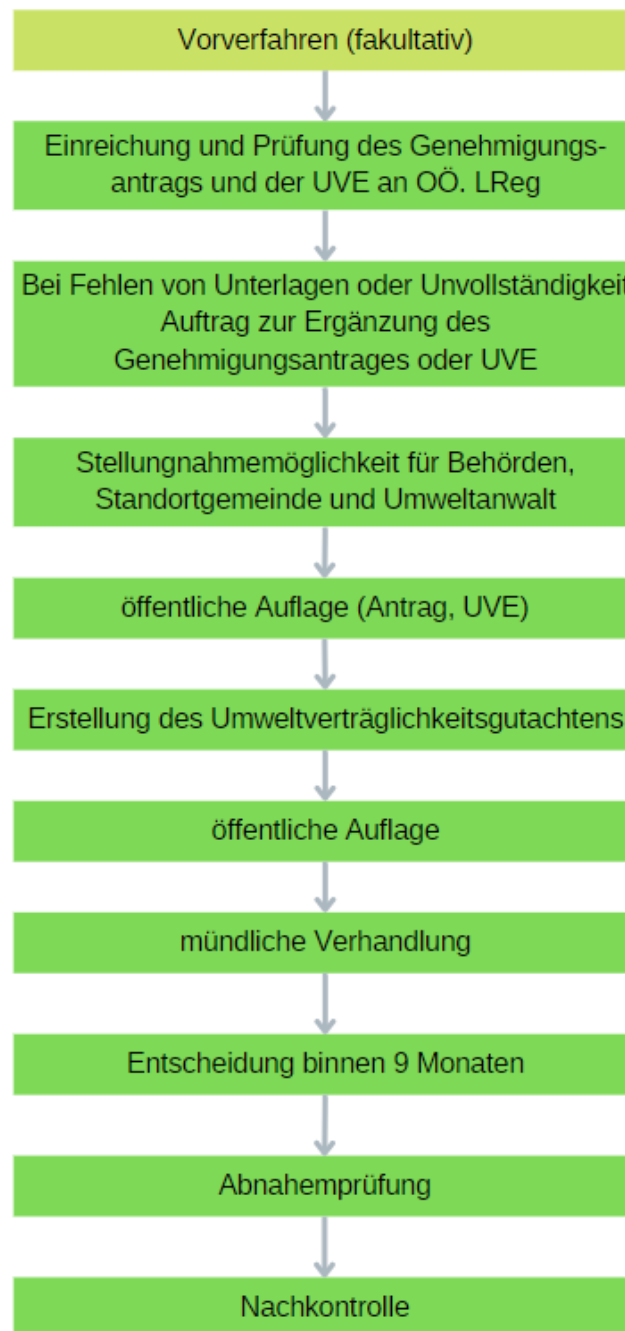 Vorverfahren (fakultativ)
Einreichung und Prüfung des Genehmigungs-
antrags und der UVE an OÖ. LReg
Bei Fehlen von Unterlagen oder Unvollständigkeit
Auftrag zur Ergänzung des
Genehmigungsantrages oder UVE
Stellungnahmemöglichkeit für Behörden,
Standortgemeinde und Umweltanwalt
öffentliche Auflage (Antrag, UVE)
Erstellung des Umweltverträglichkeitsgutachtens
öffentliche Auflage
mündliche Verhandlung
Entscheidung binnen 9 Monaten
Abnahemprüfung
Nachkontrolle